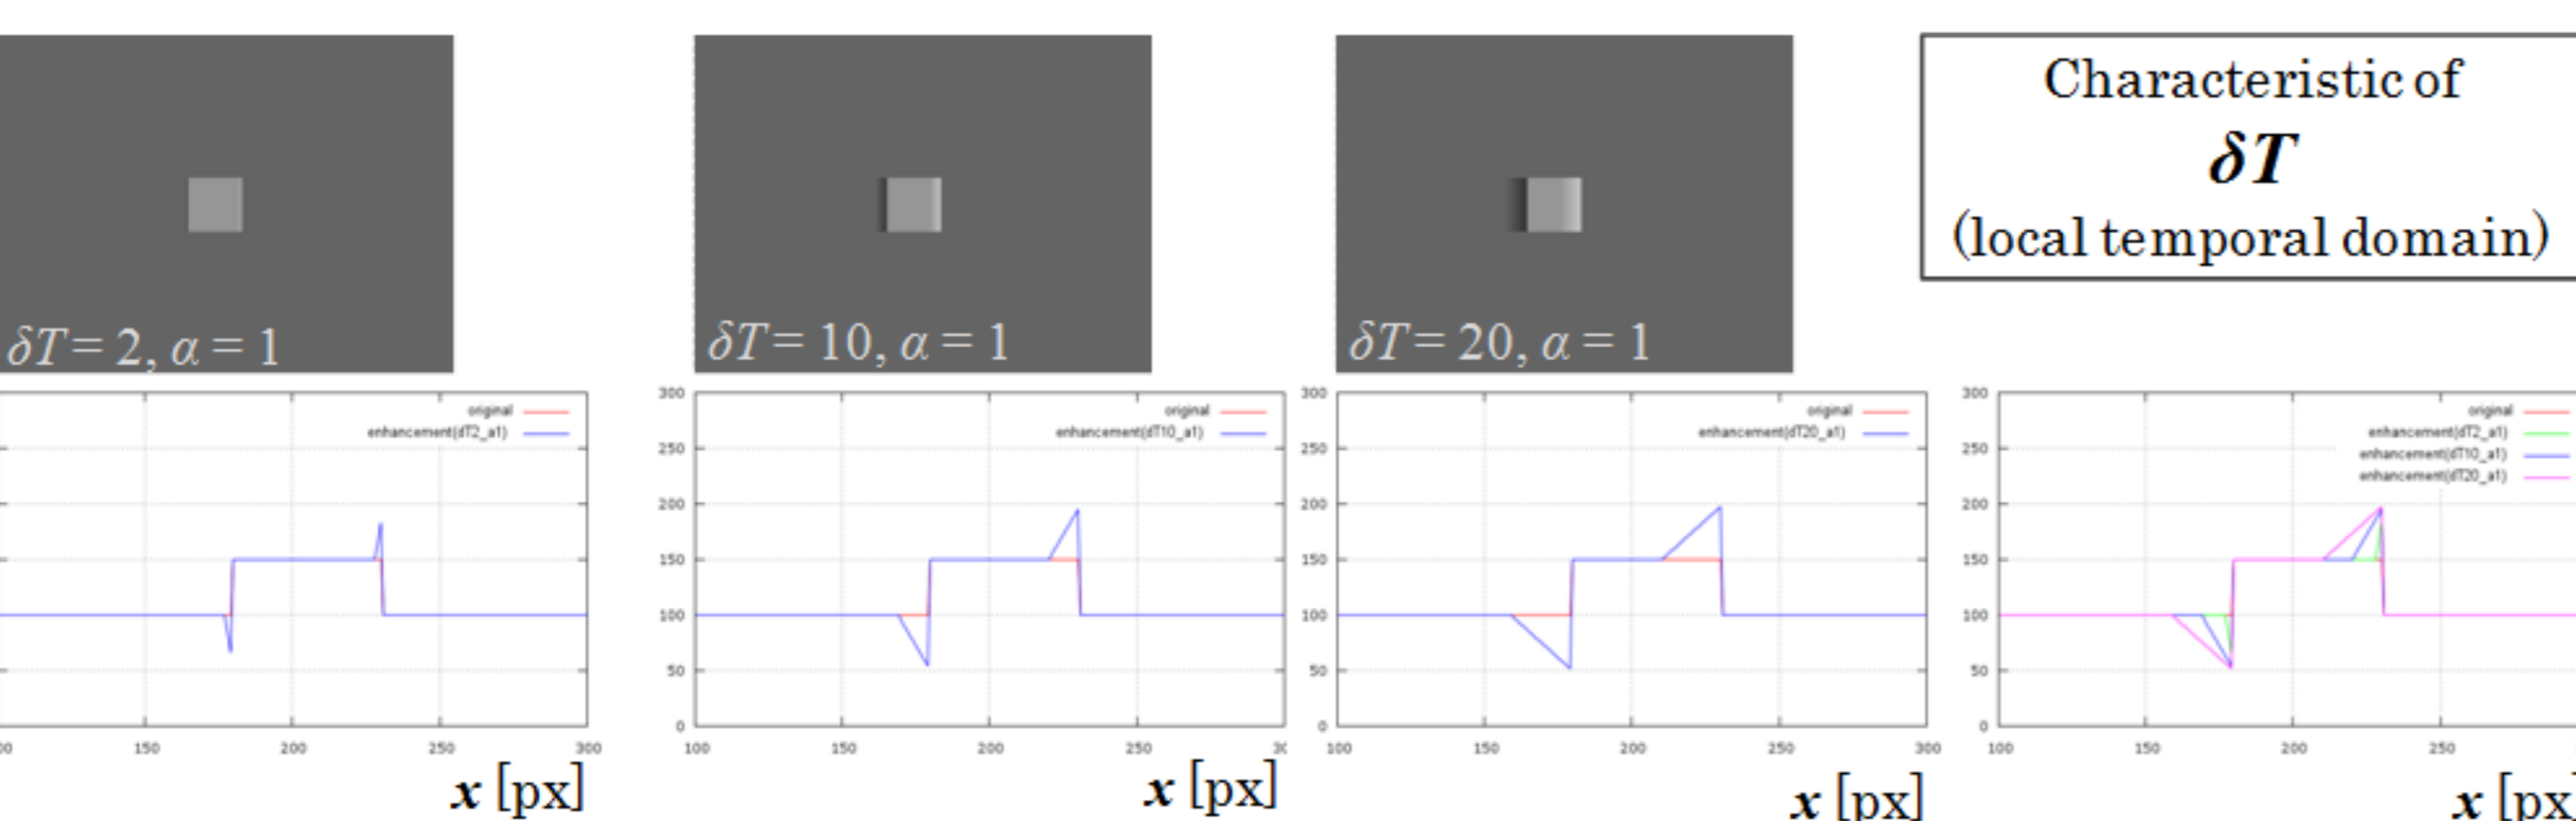 Characteristic of
δT
(local temporal domain)
δT = 2, α = 1
δT = 10, α = 1
δT = 20, α = 1
original
enhancement(dT2_a1)
150
200
250
300
x [px]
300
250
200
150
100
50
0
original
enhancement(dT10_a1)
100
150
200
250
x [px]
300
250
200
150
100
50
0
original
enhancement(dT20_a1)
100
150
200
250
300
x [px]
300
250
200
150
100
50
0
original
enhancement(dT2_a1)
enhancement(dT10_a1)
enhancement(dT20_a1)
100
150
200
250
x [px